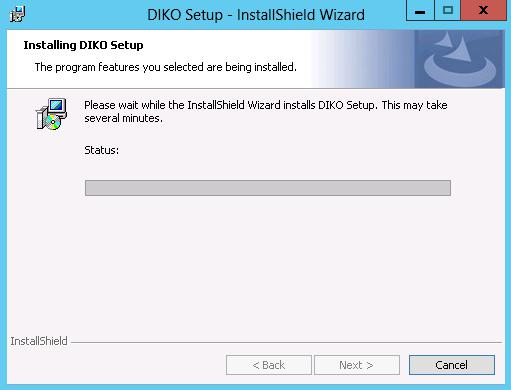 DIKO Setup - InstallShield Wizard
Installing DIKO Setup
The program features you selected are being installed.
Please wait while the InstallShield Wizard installs DIKO Setup. This may take
several minutes.
Status:
InstallShield
< Back
Next >
Cancel